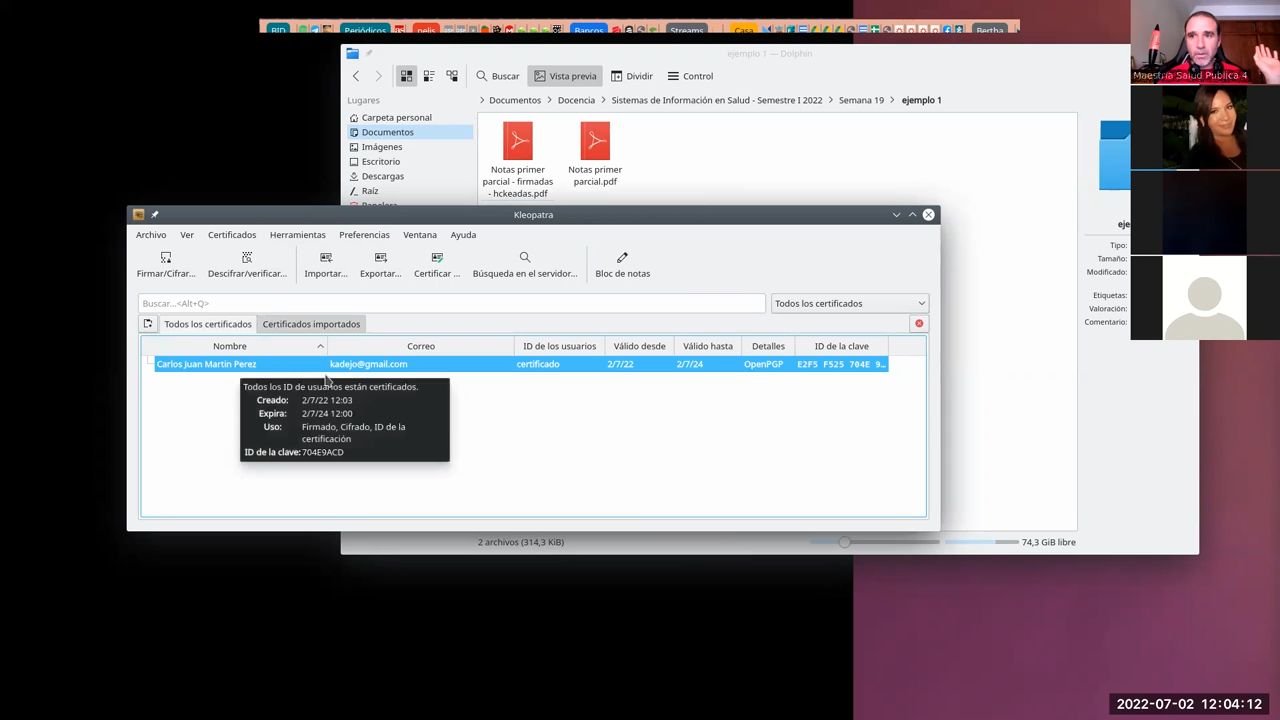 BID Periódicos as nelis Bancos Streams Casa Bertha
ejemplo 1 — Dolphin
Buscar Vista previa Dividir Control
Maestria Salud Publica 4
Lugares
Documentos Docencia Sistemas de Información en Salud - Semestre I 2022 Semana 19 ejemplo 1
Carpeta personal
Documentos
Imágenes
Escritorio
Descargas
Raíz
Notas primer
parcial - firmadas
- hckeadas.pdf
Notas primer
parcial.pdf
Kleopatra
Archivo Ver Certificados Herramientas Preferencias Ventana Ayuda
Firmar/Cifrar... Descifrar/verificar... Importar... Exportar... Certificar ... Búsqueda en el servidor... Bloc de notas
Buscar...<Alt+Q> Todos los certificados
Todos los certificados Certificados importados
Nombre Correo ID de los usuarios Válido desde Válido hasta Detalles ID de la clave
Carlos Juan Martin Perez kadejo@gmail.com certificado 2/7/22 2/7/24 OpenPGP E2F5 F525 704E 9...
Todos los ID de usuarios están certificados.
Creado: 2/7/22 12:03
Expira: 2/7/24 12:00
Uso: Firmado, Cifrado, ID de la
certificación
ID de la clave: 704E9ACD
eje
Tipo:
Tamaño:
Modificado:
Etiquetas:
Valoración:
Comentario:
2 archivos (314,3 KiB) 74,3 GiB libre
2022-07-02 12:04:12